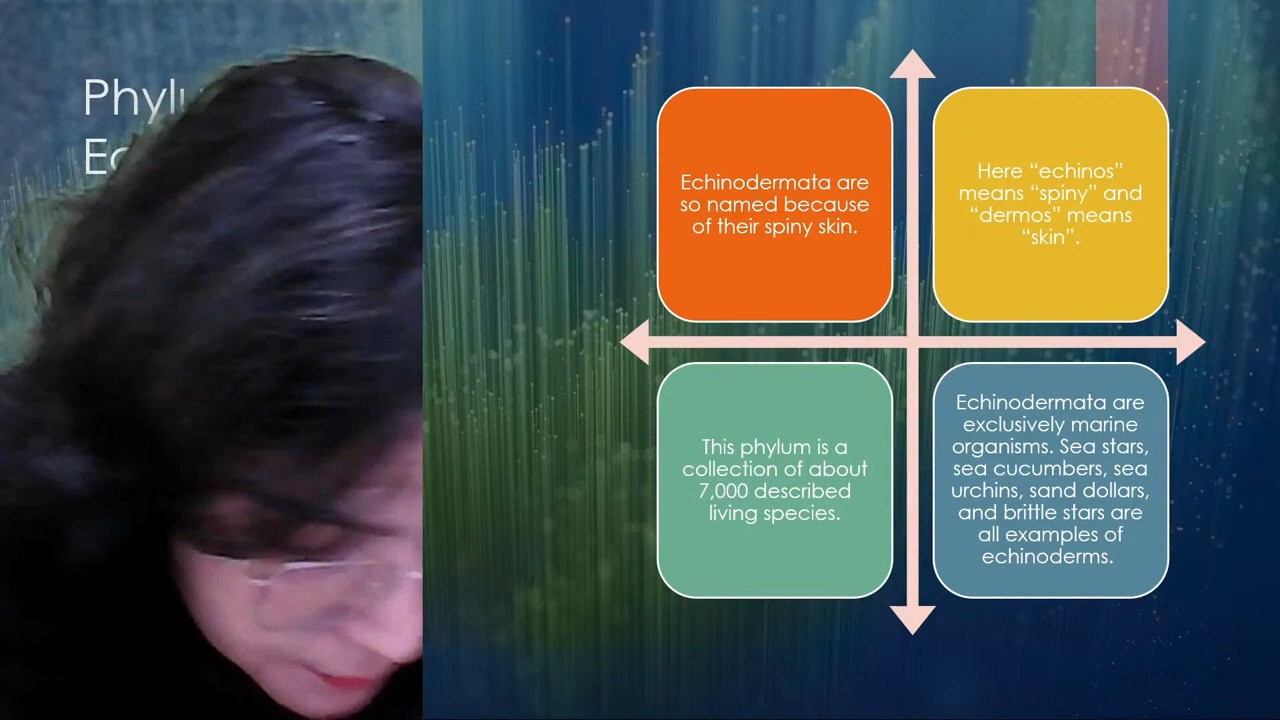 Echinodermata are
so named because
of their spiny skin.
Here “echinos”
means “spiny” and
“dermos” means
“skin”.
This phylum is a
collection of about
7,000 described
living species.
Echinodermata are
exclusively marine
organisms. Sea stars,
sea cucumbers, sea
urchins, sand dollars,
and brittle stars are
all examples of
echinoderms.